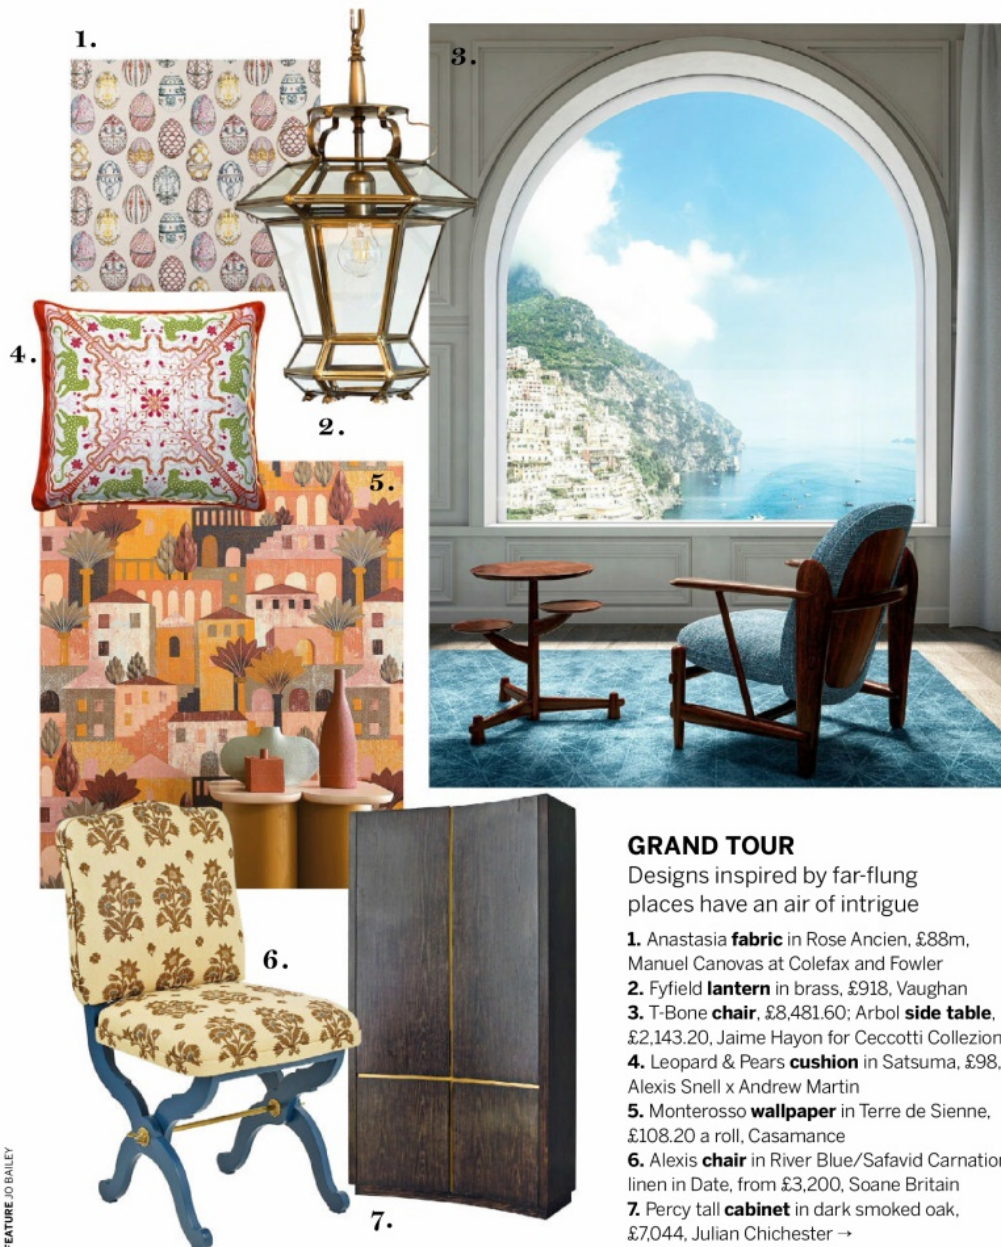 1.
3.
4.
2.
5.
6.
7.
GRAND TOUR
Designs inspired by far-flung
places have an air of intrigue
1. Anastasia fabric in Rose Ancien, £88m,
Manuel Canovas at Colefax and Fowler
2. Fyfield lantern in brass, £918, Vaughan
3. T-Bone chair, £8,481.60; Arbol side table,
£2,143.20, Jaime Hayon for Ceccotti Collezion
4. Leopard & Pears cushion in Satsuma, £98,
Alexis Snell x Andrew Martin
5. Monterosso wallpaper in Terre de Sienne,
£108.20 a roll, Casamance
6. Alexis chair in River Blue/Safavid Carnation
linen in Date, from £3,200, Soane Britain
7. Percy tall cabinet in dark smoked oak,
£7,044, Julian Chichester →
FEATURE JO BAILEY